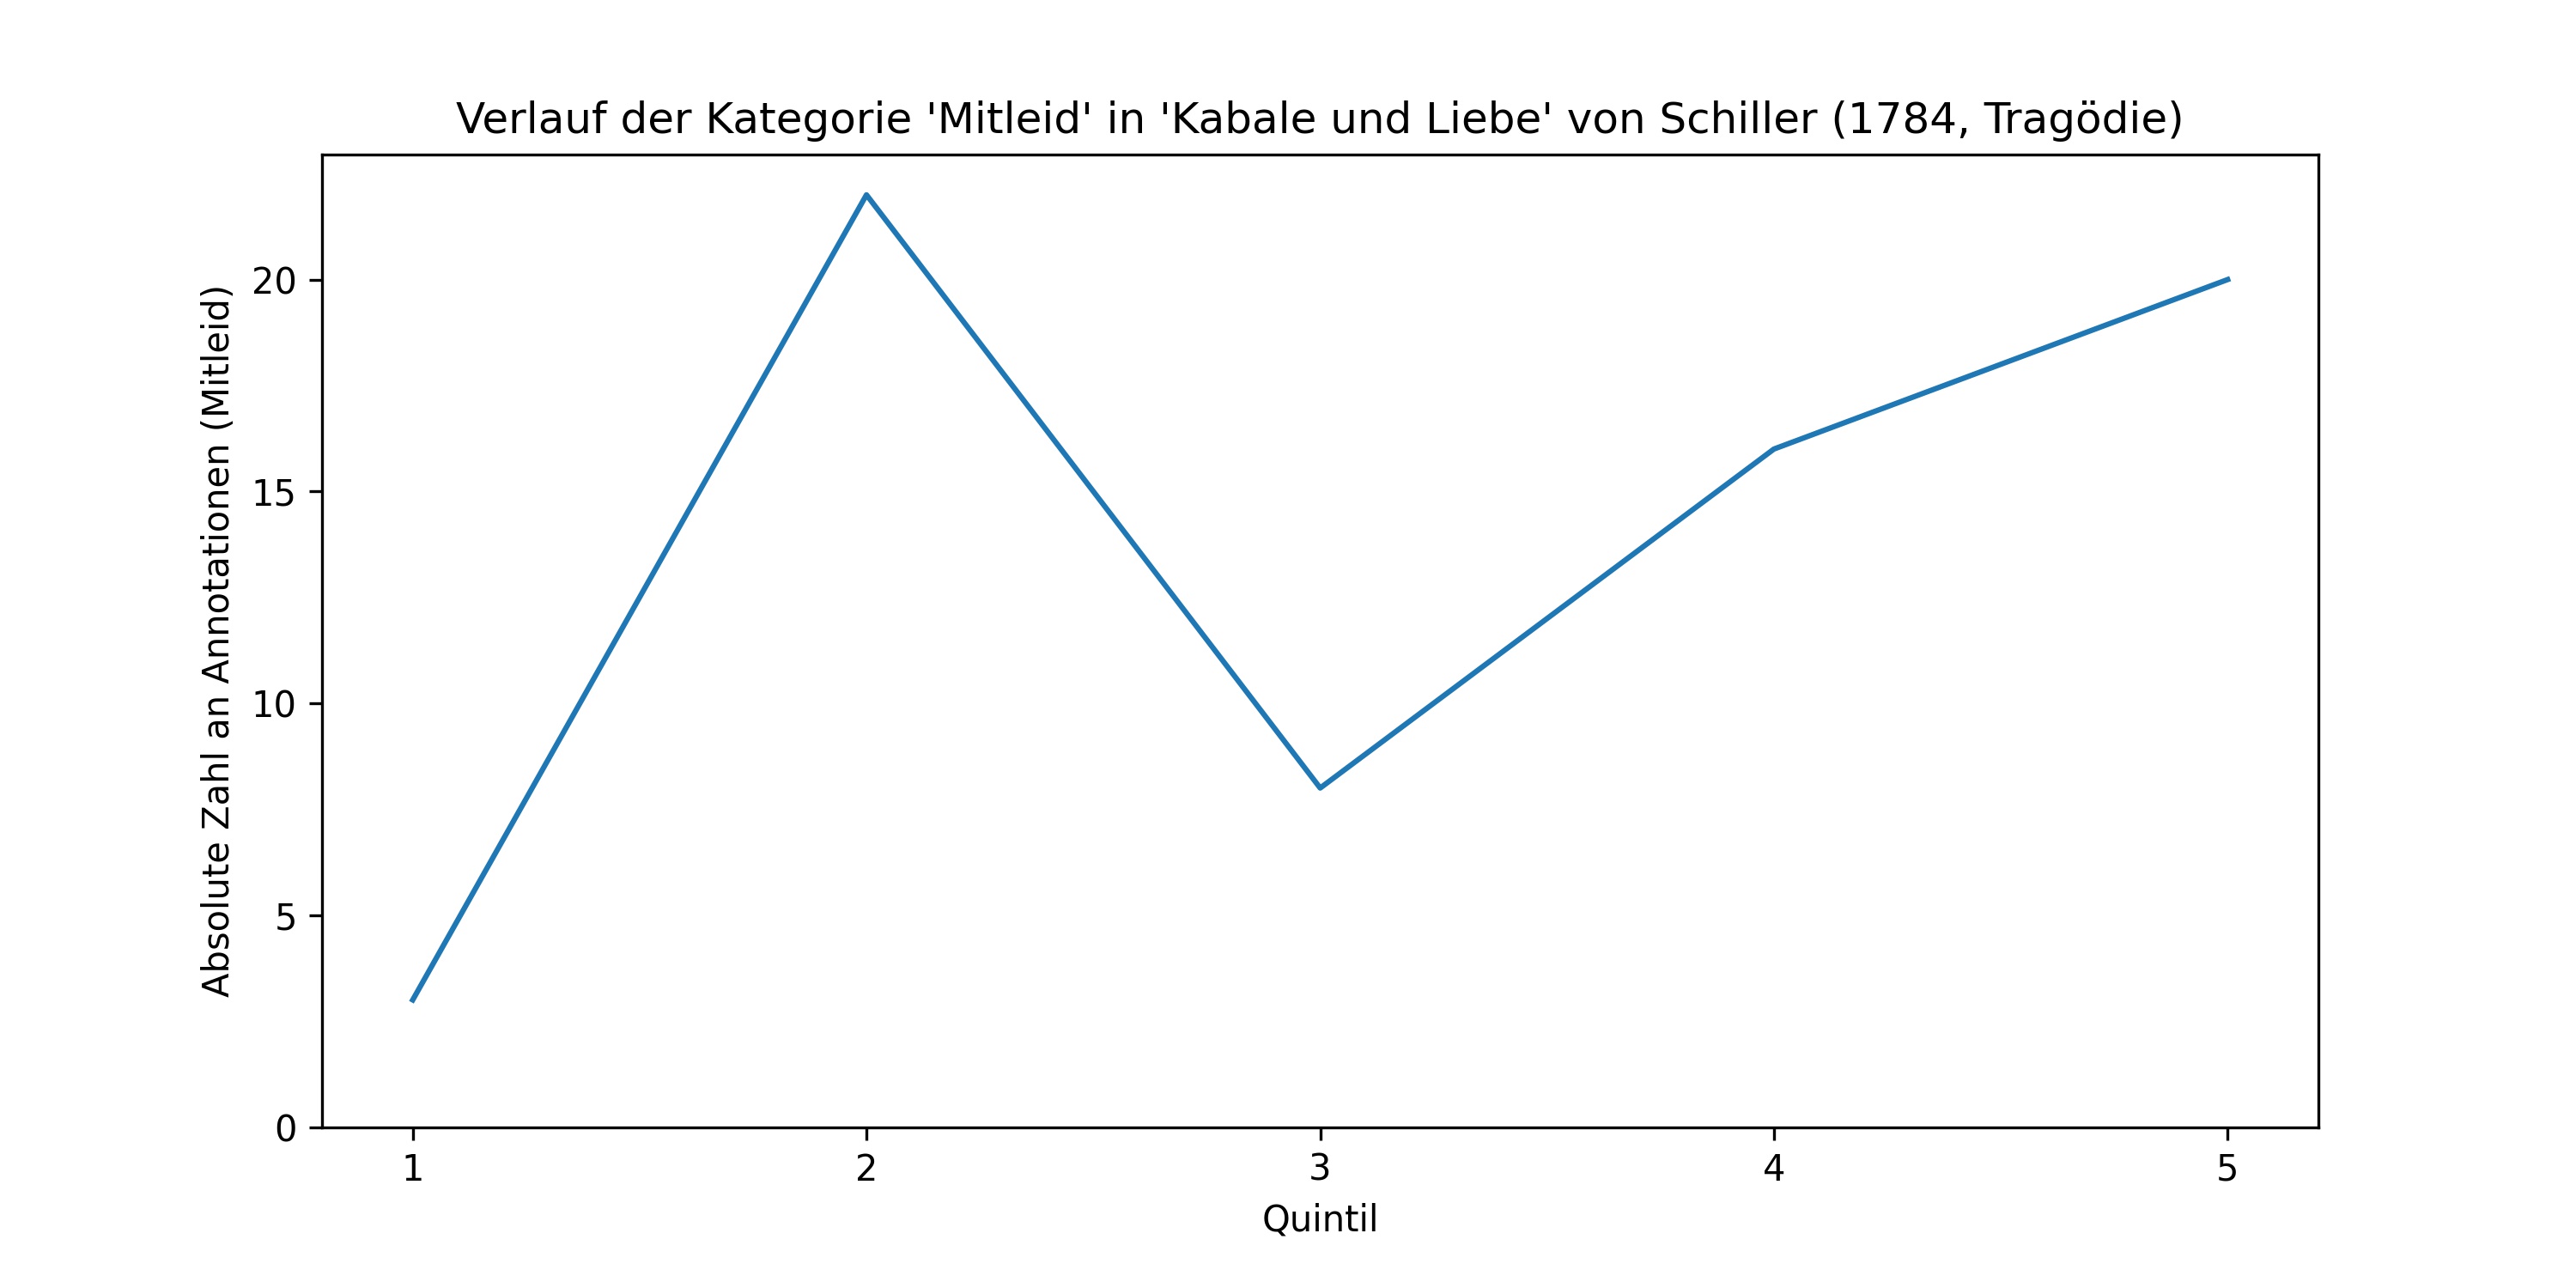 Verlauf der Kategorie 'Mitleid' in 'Kabale und Liebe' von Schiller (1784, Tragödie)
Absolute Zahl an Annotationen (Mitleid)
20
15
10
5
0
1 2 3 4 5
Quintil